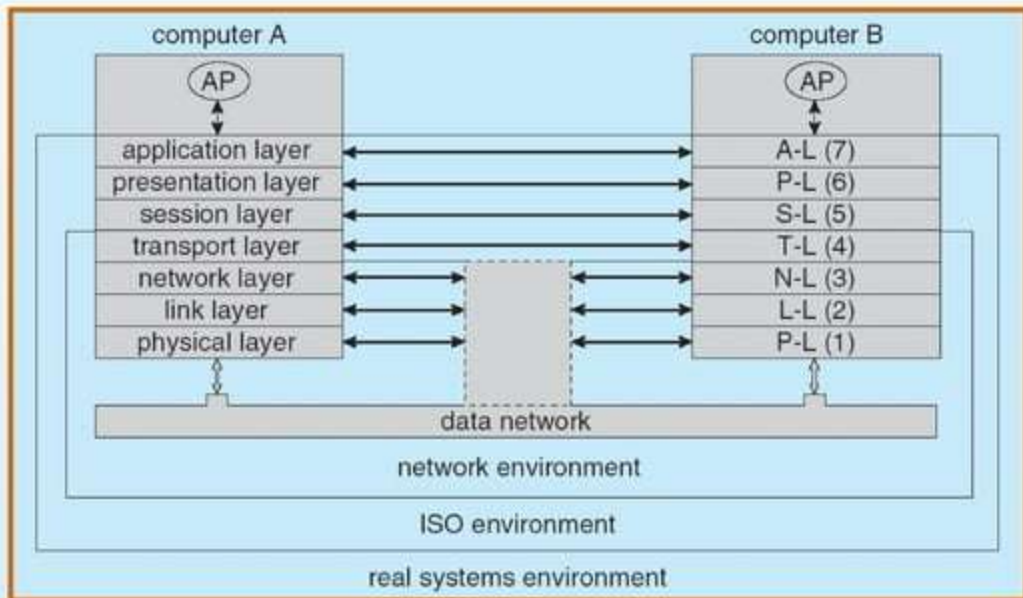 computer A
computer B
AP
AP
application layer
A-L (7)
presentation layer
P-L (6)
session layer
S-L (5)
transport layer
T-L (4)
network layer
N-L (3)
link layer
L-L (2)
physical layer
P-L (1)
data network
network environment
ISO environment
real systems environment